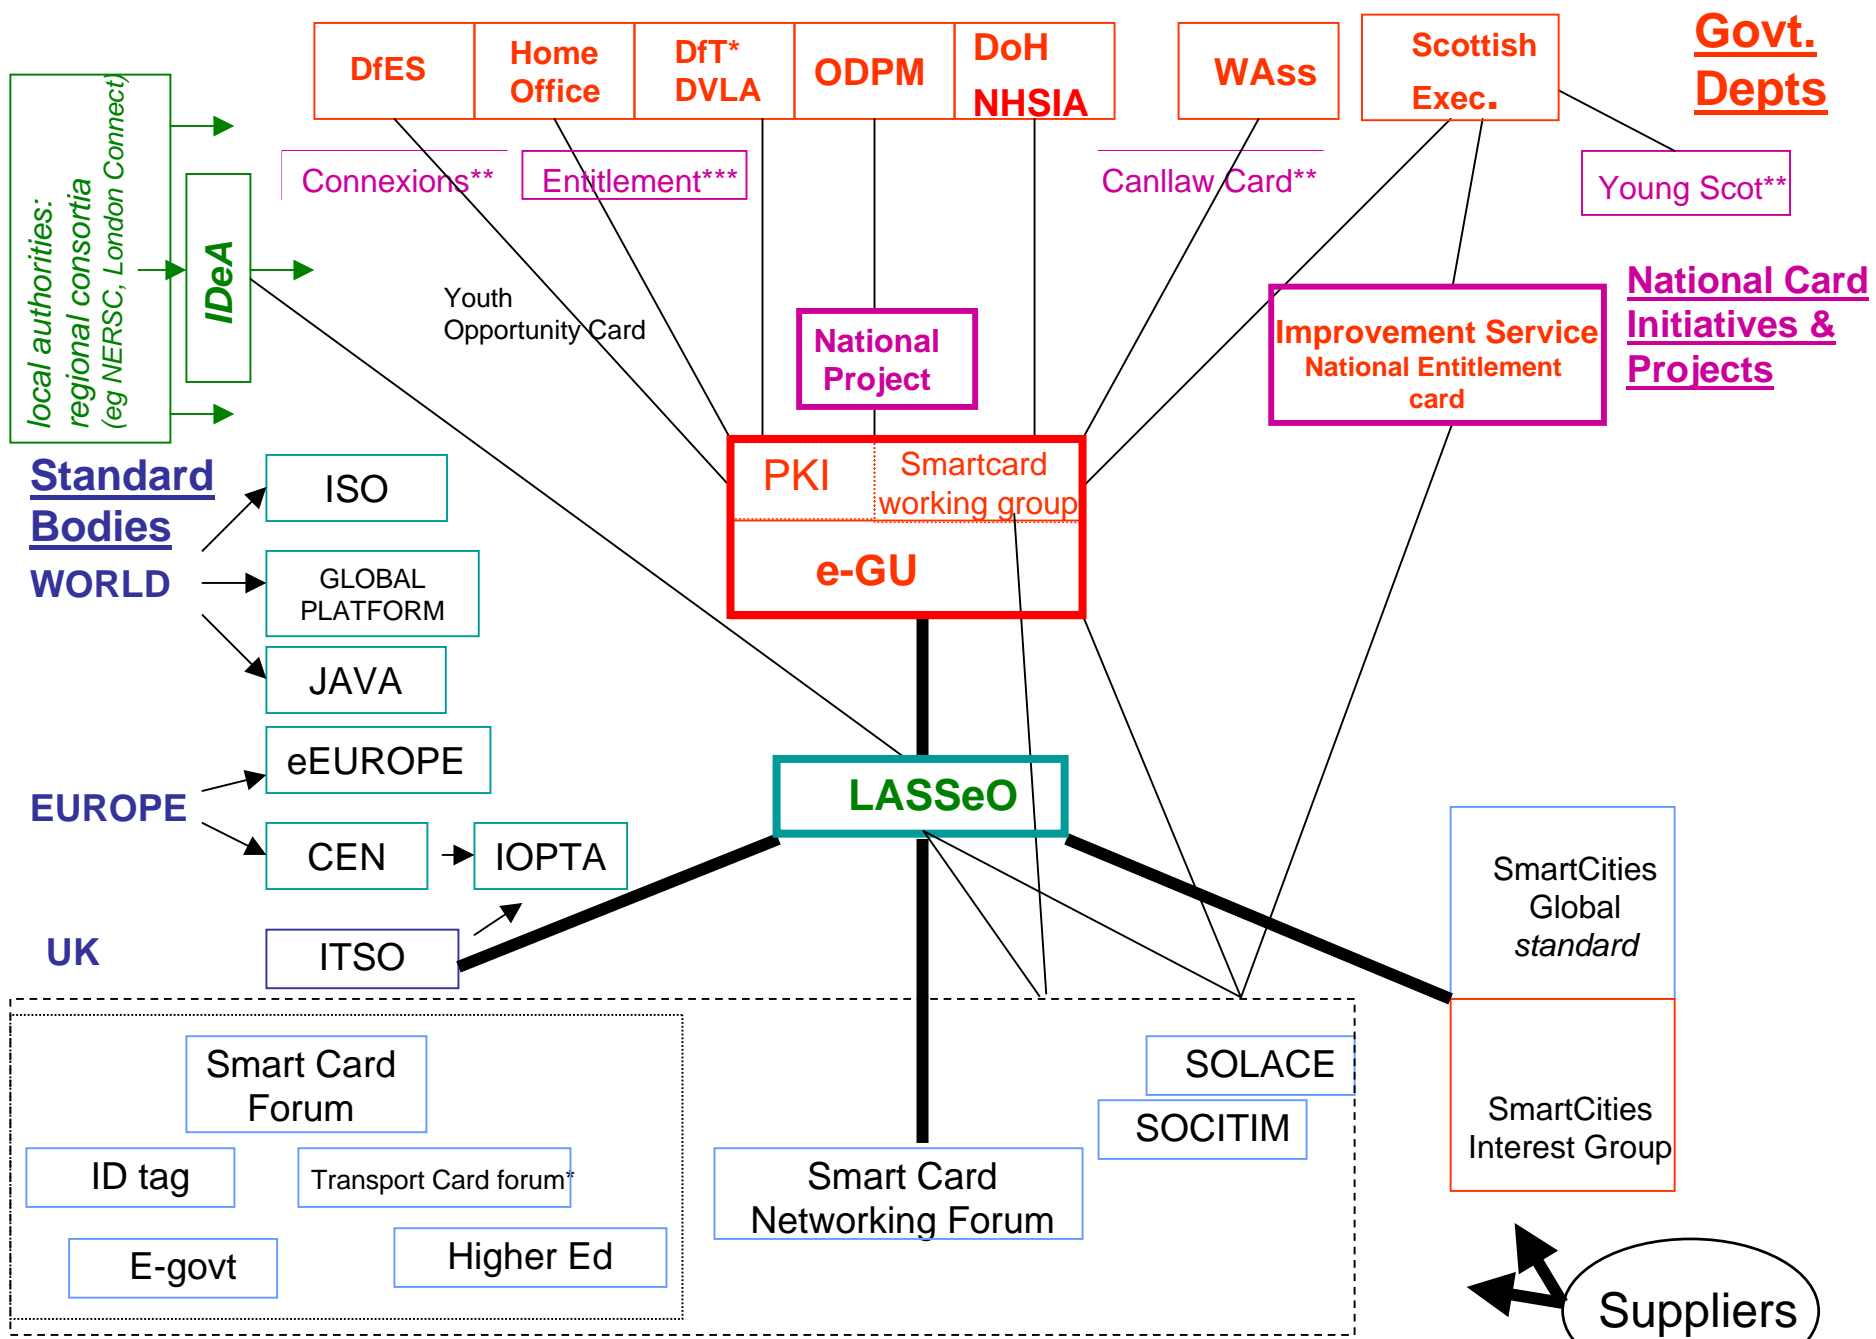 DfES
Home
Office
DfT*
DVLA
ODPM
DoH
NHSIA
WAss
Scottish
Exec.
Govt.
Depts
local authorities:
regional consortia
(eg NERSC, London Connect)
IDeA
Connexions**
Entitlement***
Canllaw Card**
Young Scot**
Youth
Opportunity Card
National
Project
Improvement Service
National Entitlement
card
National Card
Initiatives &
Projects
Standard
Bodies
WORLD
ISO
GLOBAL
PLATFORM
JAVA
PKI
Smartcard
working group
e-GU
EUROPE
eEUROPE
CEN
IOPTA
LASSeO
UK
ITSO
SmartCities
Global
standard
SmartCities
Interest Group
Smart Card
Forum
ID tag
Transport Card forum*
E-govt
Higher Ed
Smart Card
Networking Forum
SOLACE
SOCITIM
Suppliers